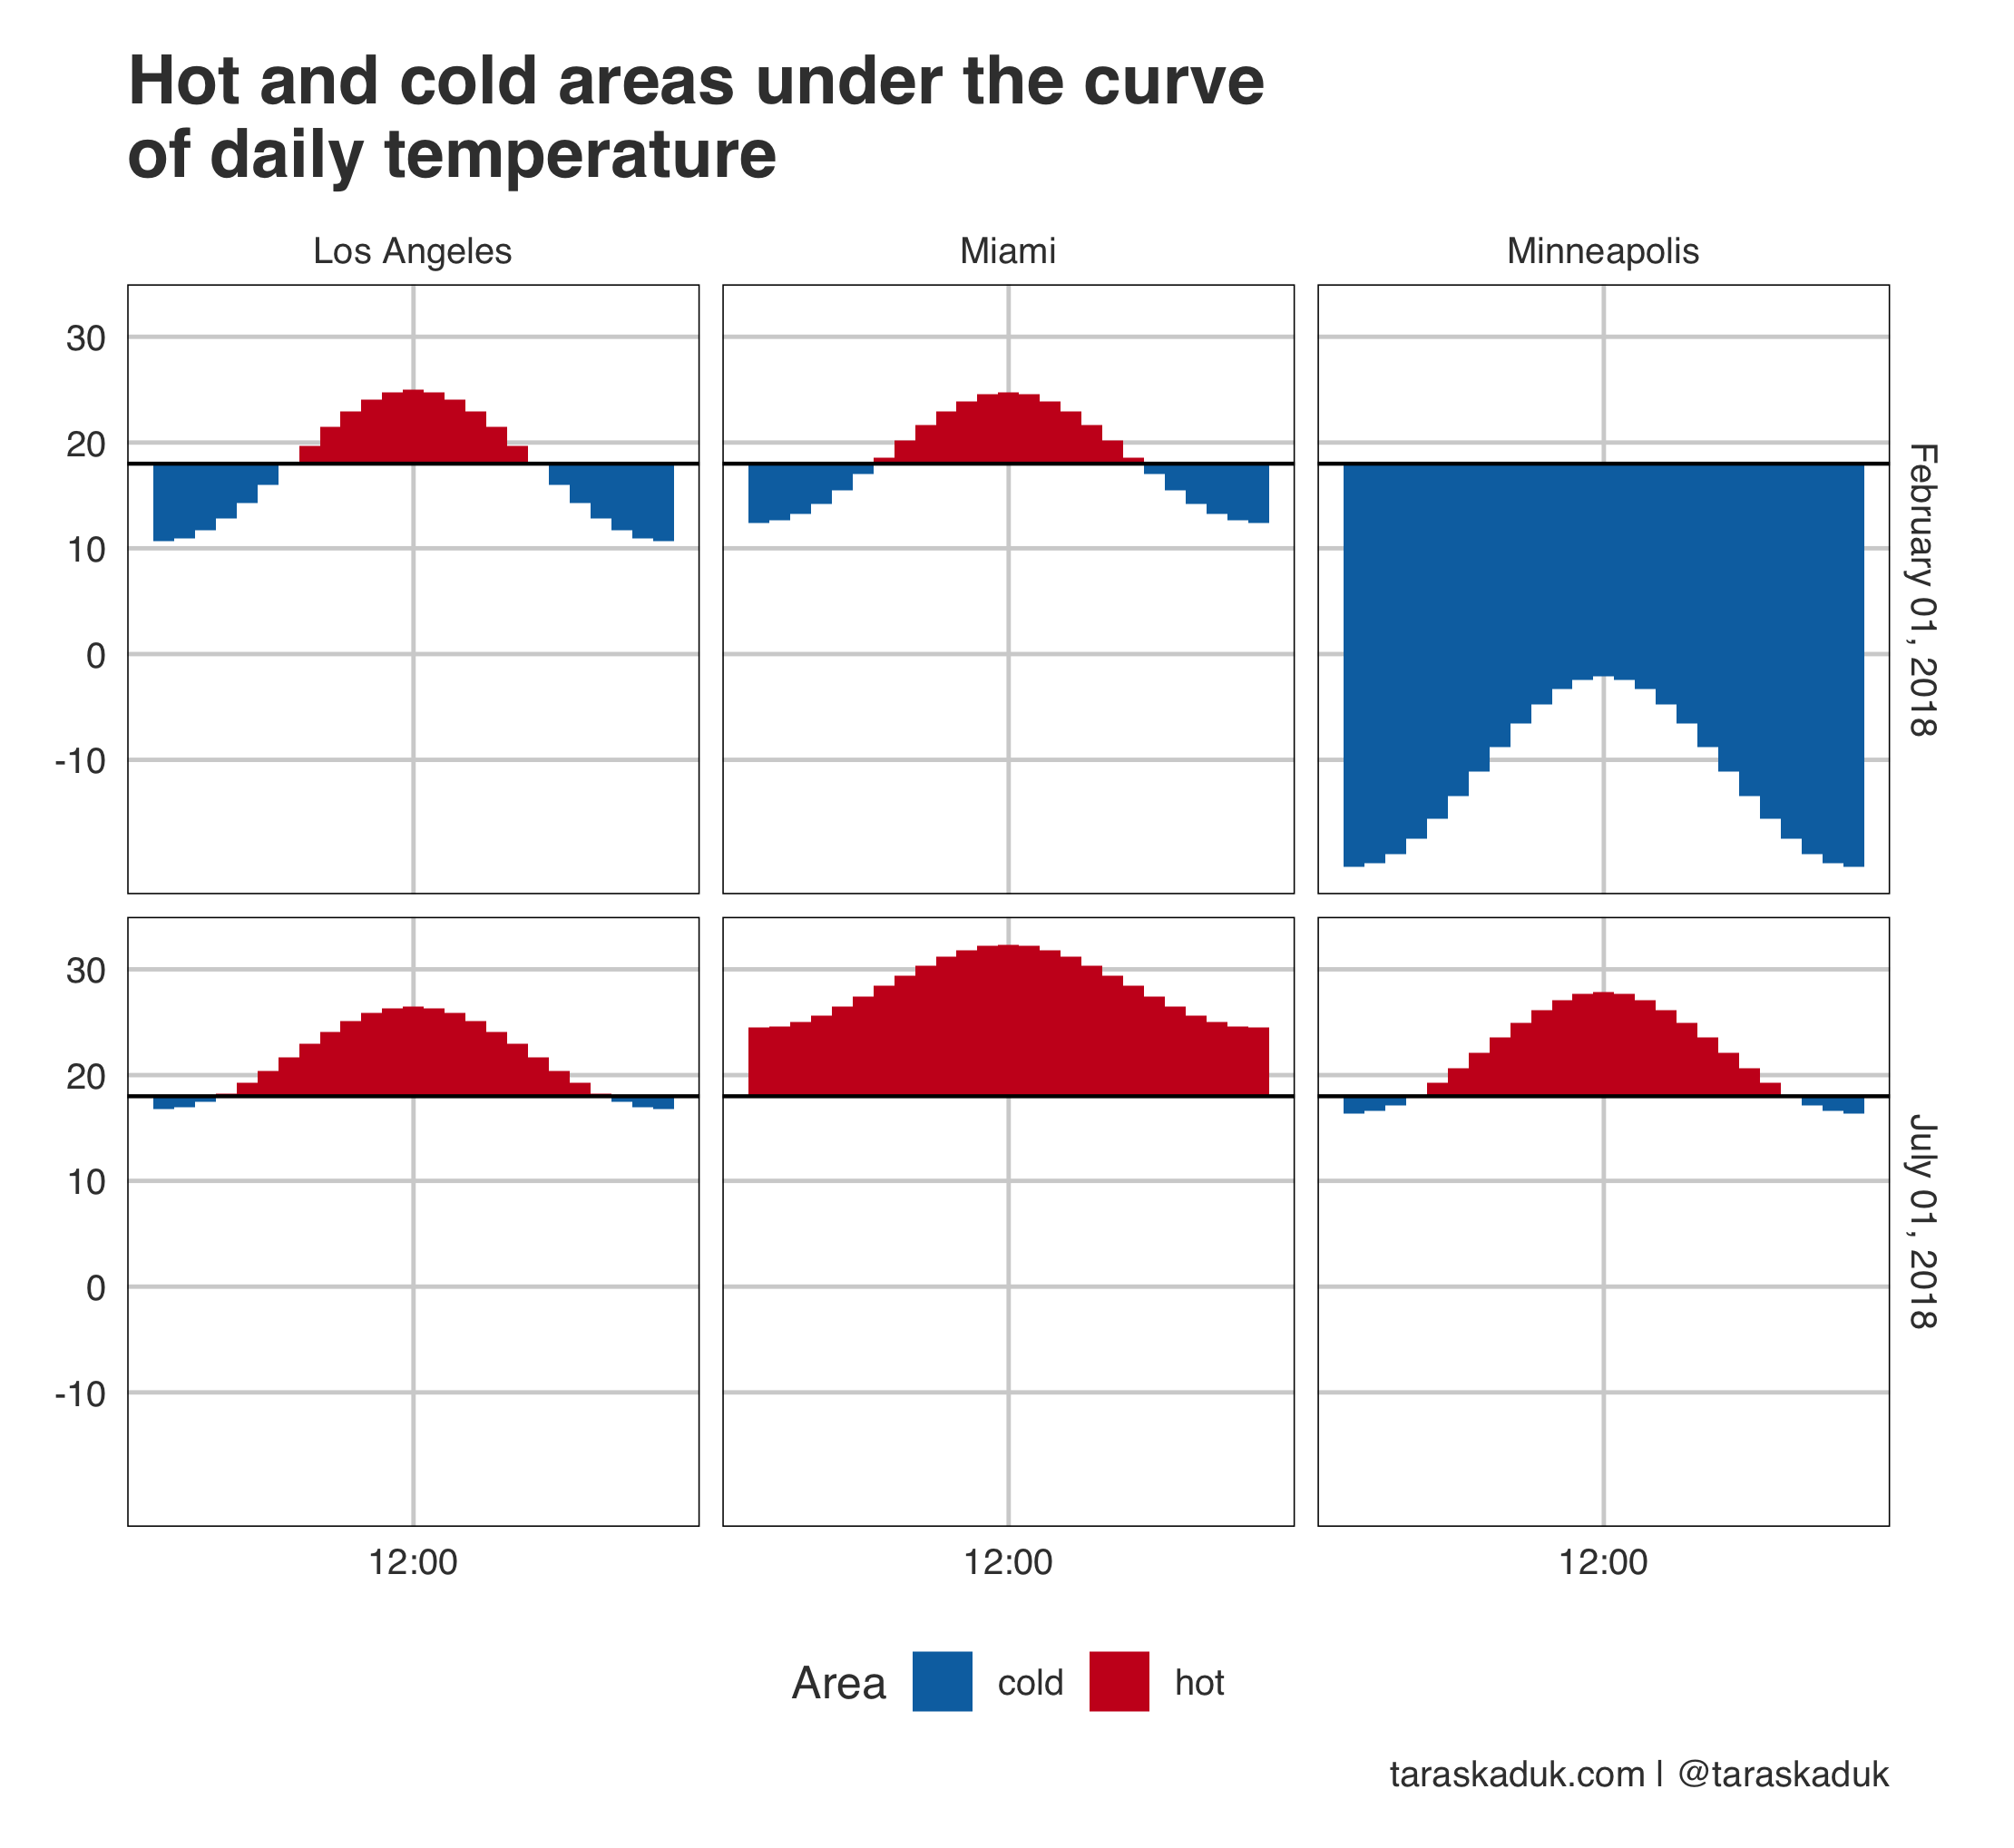 Hot and cold areas under the curve
of daily temperature
Los Angeles
Miami
Minneapolis
30
20
10
0
-10
February 01, 2018
30
20
10
0
-10
July 01, 2018
12:00
12:00
12:00
Area
cold
hot
taraskaduk.com | @taraskaduk